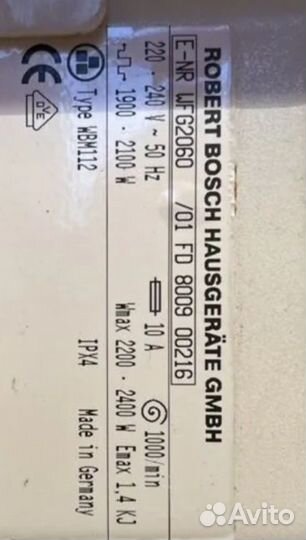 ROBERT BOSCH HAUSGERÄTE GMBH
E-NR WFG2060 /01 FD 8009 00216
220 - 240 V ~ 50 Hz 10 A 1000/min
1900 - 2100 W Wmax 2200 - 2400 W Emax 1,4 KJ
Type WBM112 IPX4 Made in Germany
CE DVE
Avito